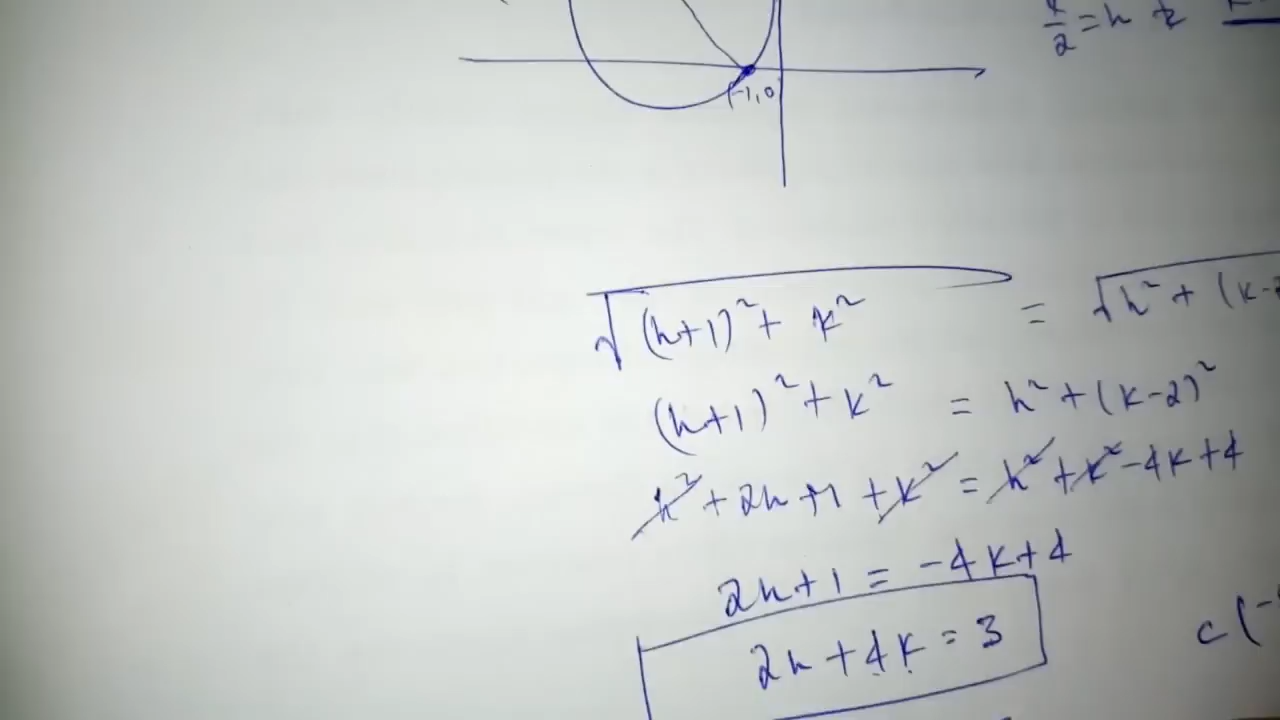 = h
(-1,0
√(h+1)² + k² = √h² + (k-
(h+1)² + k² = h² + (k-2)²
h² + 2h + 1 + k² = h² + k² - 4k + 4
2h + 1 = -4k + 4
2h + 4k = 3
c (-